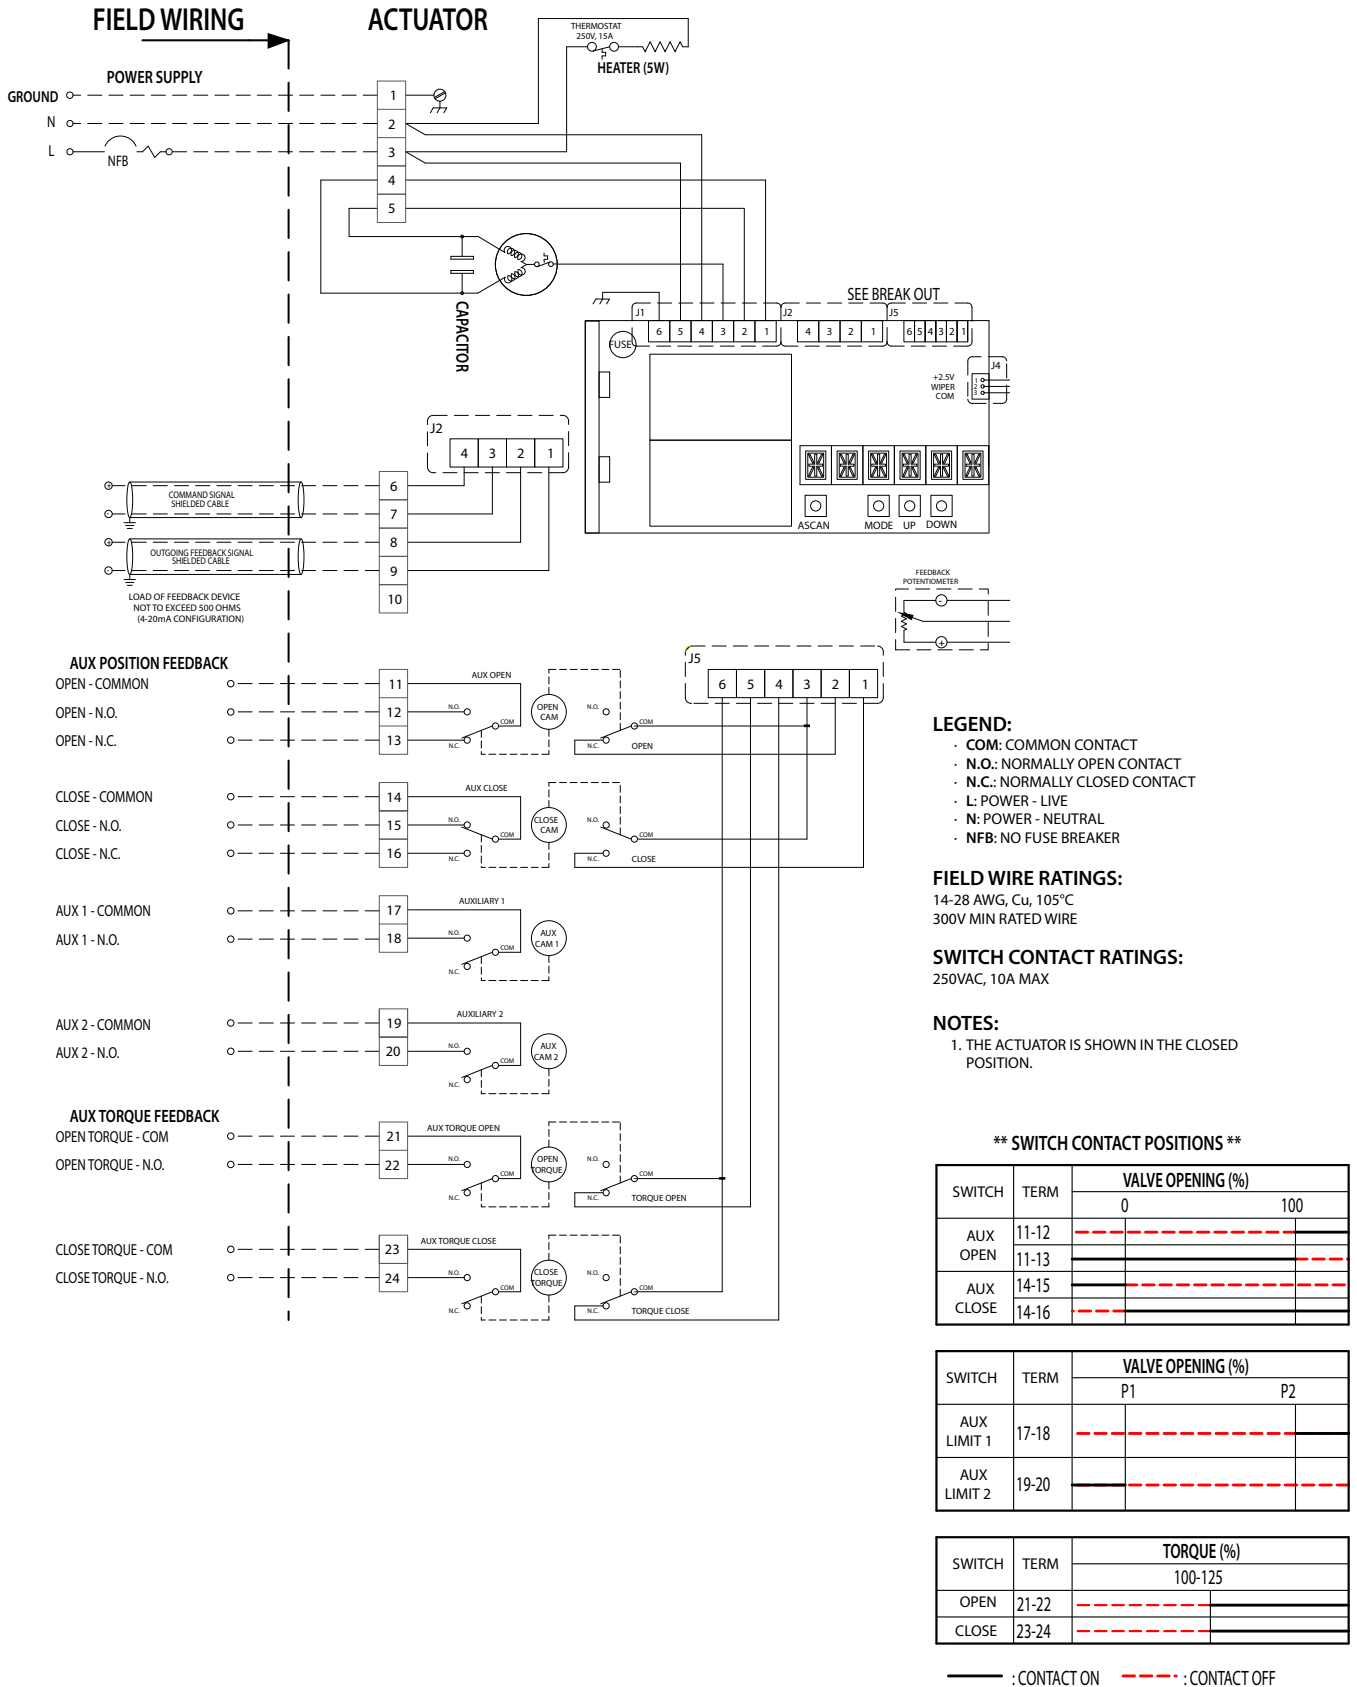 FIELD WIRING ACTUATOR
THERMOSTAT
250V, 15A
HEATER (5W)
POWER SUPPLY
GROUND 1
N 2
L NFB 3
4
5
CAPACITOR
SEE BREAK OUT
J1 J2 J5
FUSE 6 5 4 3 2 1 4 3 2 1 6 5 4 3 2 1
J4
+2.5V 1
WIPER 2
COM 3
ASCAN MODE UP DOWN
J2
4 3 2 1
+ 6
COMMAND SIGNAL
SHIELDED CABLE
- 7
+ 8
OUTGOING FEEDBACK SIGNAL
SHIELDED CABLE
- 9
10
LOAD OF FEEDBACK DEVICE
NOT TO EXCEED 500 OHMS
(4-20mA CONFIGURATION)
FEEDBACK
POTENTIOMETER
-
+
J5
6 5 4 3 2 1
AUX POSITION FEEDBACK
OPEN - COMMON 11 AUX OPEN
OPEN - N.O. 12 N.O. COM OPEN CAM N.O. COM
OPEN - N.C. 13 N.C. N.C. OPEN
CLOSE - COMMON 14 AUX CLOSE
CLOSE - N.O. 15 N.O. COM CLOSE CAM N.O. COM
CLOSE - N.C. 16 N.C. N.C. CLOSE
AUX 1 - COMMON 17 AUXILIARY 1
AUX 1 - N.O. 18 N.O. COM AUX CAM 1
N.C.
AUX 2 - COMMON 19 AUXILIARY 2
AUX 2 - N.O. 20 N.O. COM AUX CAM 2
N.C.
AUX TORQUE FEEDBACK
OPEN TORQUE - COM 21 AUX TORQUE OPEN
OPEN TORQUE - N.O. 22 N.O. COM OPEN TORQUE N.O. COM
N.C. N.C. TORQUE OPEN
CLOSE TORQUE - COM 23 AUX TORQUE CLOSE
CLOSE TORQUE - N.O. 24 N.O. COM CLOSE TORQUE N.O. COM
N.C. N.C. TORQUE CLOSE
LEGEND:
· COM: COMMON CONTACT
· N.O.: NORMALLY OPEN CONTACT
· N.C.: NORMALLY CLOSED CONTACT
· L: POWER - LIVE
· N: POWER - NEUTRAL
· NFB: NO FUSE BREAKER
FIELD WIRE RATINGS:
14-28 AWG, Cu, 105°C
300V MIN RATED WIRE
SWITCH CONTACT RATINGS:
250VAC, 10A MAX
NOTES:
1. THE ACTUATOR IS SHOWN IN THE CLOSED
POSITION.
** SWITCH CONTACT POSITIONS **
SWITCH TERM VALVE OPENING (%)
0 100
AUX OPEN 11-12
11-13
AUX CLOSE 14-15
14-16
SWITCH TERM VALVE OPENING (%)
P1 P2
AUX LIMIT 1 17-18
AUX LIMIT 2 19-20
SWITCH TERM TORQUE (%)
100-125
OPEN 21-22
CLOSE 23-24
: CONTACT ON : CONTACT OFF